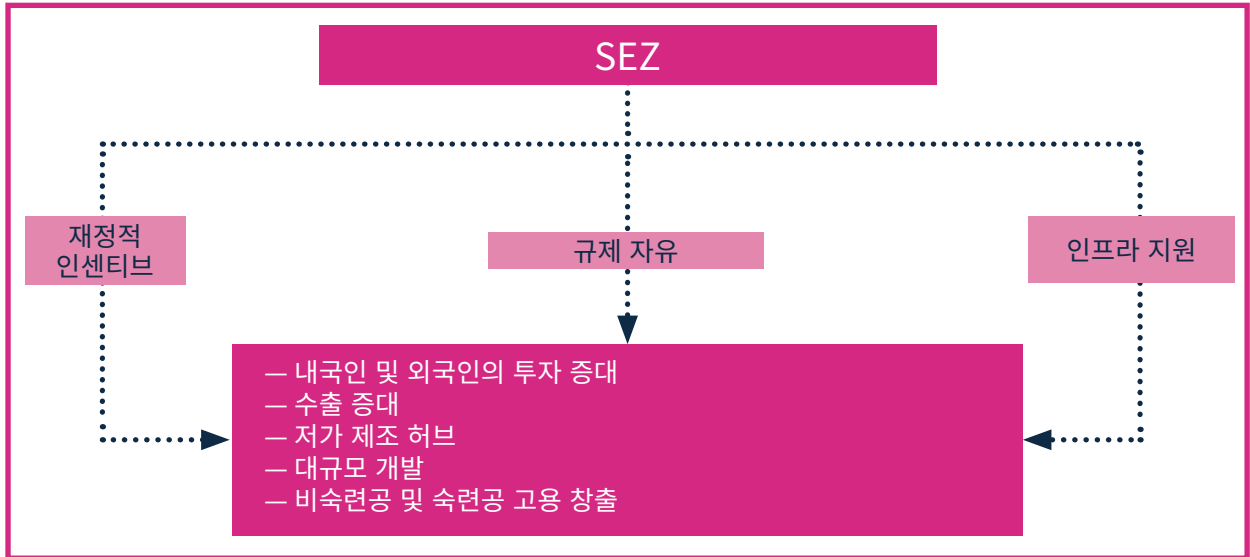 SEZ
재정적
인센티브
규제 자유
인프라 지원
— 내국인 및 외국인의 투자 증대
— 수출 증대
— 저가 제조 허브
— 대규모 개발
— 비숙련공 및 숙련공 고용 창출